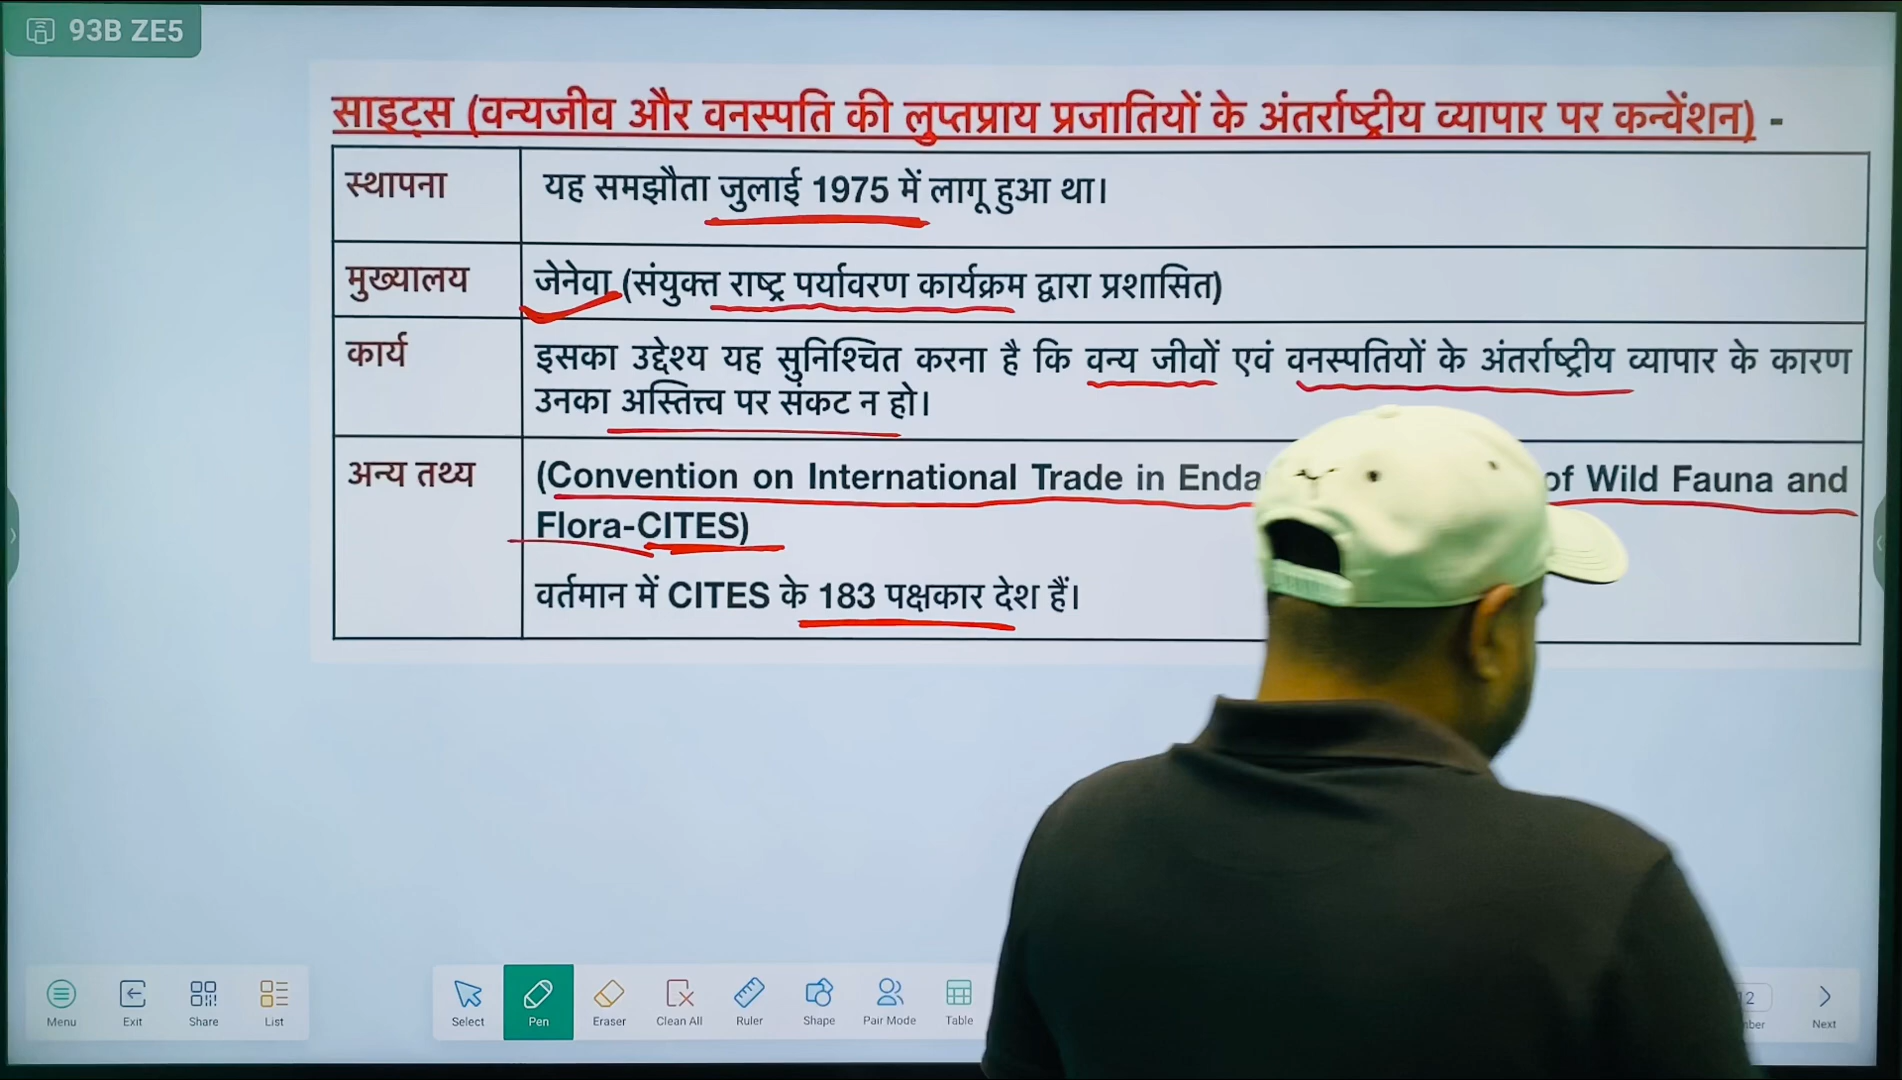 93B ZE5
साइट्स (वन्यजीव और वनस्पति की लुप्तप्राय प्रजातियों के अंतर्राष्ट्रीय व्यापार पर कन्वेंशन) -
स्थापना यह समझौता जुलाई 1975 में लागू हुआ था।
मुख्यालय जेनेवा (संयुक्त राष्ट्र पर्यावरण कार्यक्रम द्वारा प्रशासित)
कार्य इसका उद्देश्य यह सुनिश्चित करना है कि वन्य जीवों एवं वनस्पतियों के अंतर्राष्ट्रीय व्यापार के कारण
उनका अस्तित्त्व पर संकट न हो।
अन्य तथ्य (Convention on International Trade in Enda of Wild Fauna and
Flora-CITES)
वर्तमान में CITES के 183 पक्षकार देश हैं।
Menu Exit Share List Select Pen Eraser Clean All Ruler Shape Pair Mode Table Next